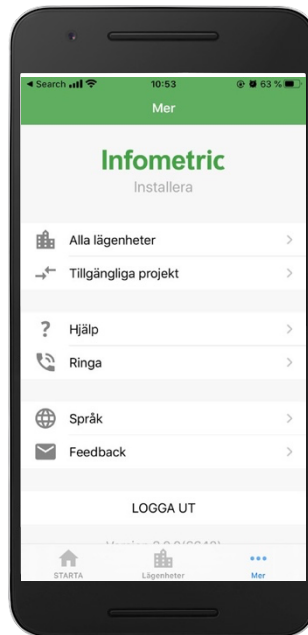 Search 10:53 63 %
Mer
Infometric
Installera
Alla lägenheter
Tillgängliga projekt
Hjälp
Ringa
Språk
Feedback
LOGGA UT
STARTA Lägenheter Mer